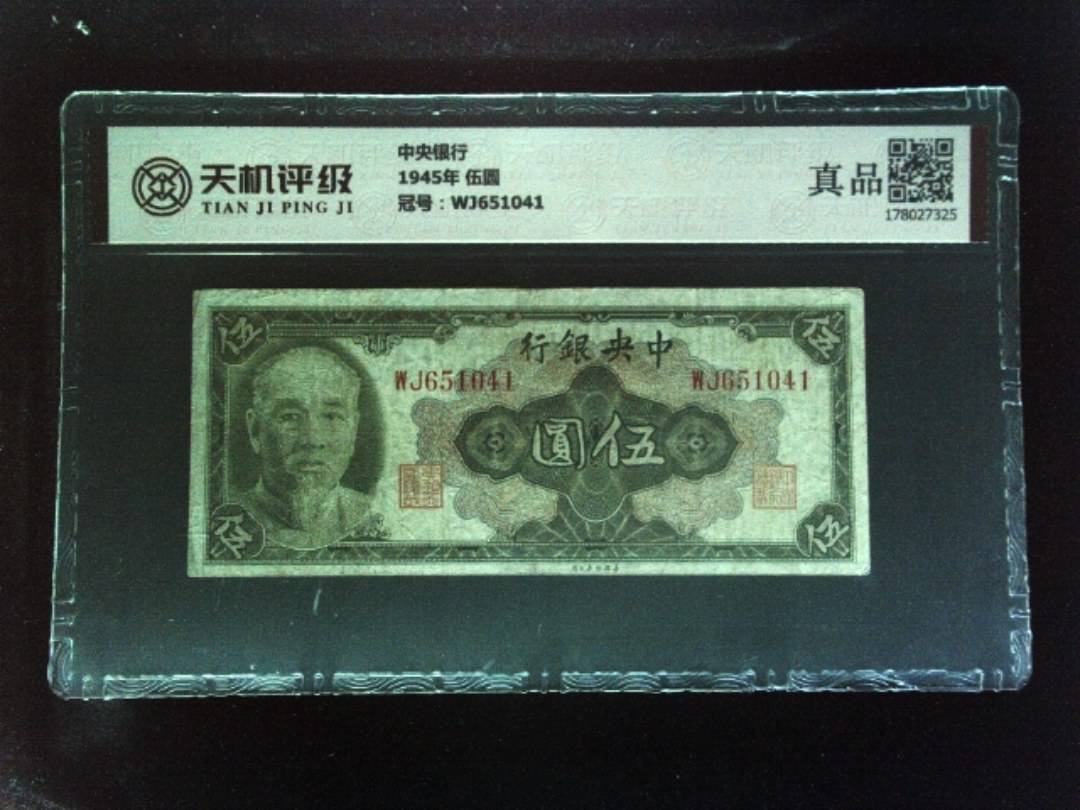 天机评级
TIAN JI PING JI
中央银行
1945年 伍圆
冠号：WJ651041
真品
178027325
伍
伍
行銀央中
WJ651041
WJ651041
圓伍
伍
伍